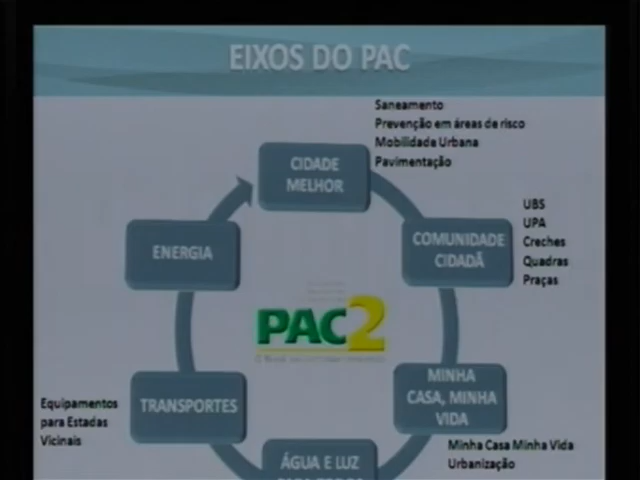 EIXOS DO PAC
Saneamento
Prevenção em áreas de risco
Mobilidade Urbana
Pavimentação
CIDADE
MELHOR
UBS
UPA
Creches
Quadras
Praças
COMUNIDADE
CIDADÃ
ENERGIA
PAC2
MINHA
CASA, MINHA
VIDA
Minha Casa Minha Vida
Urbanização
TRANSPORTES
Equipamentos
para Estadas
Vicinais
ÁGUA E LUZ